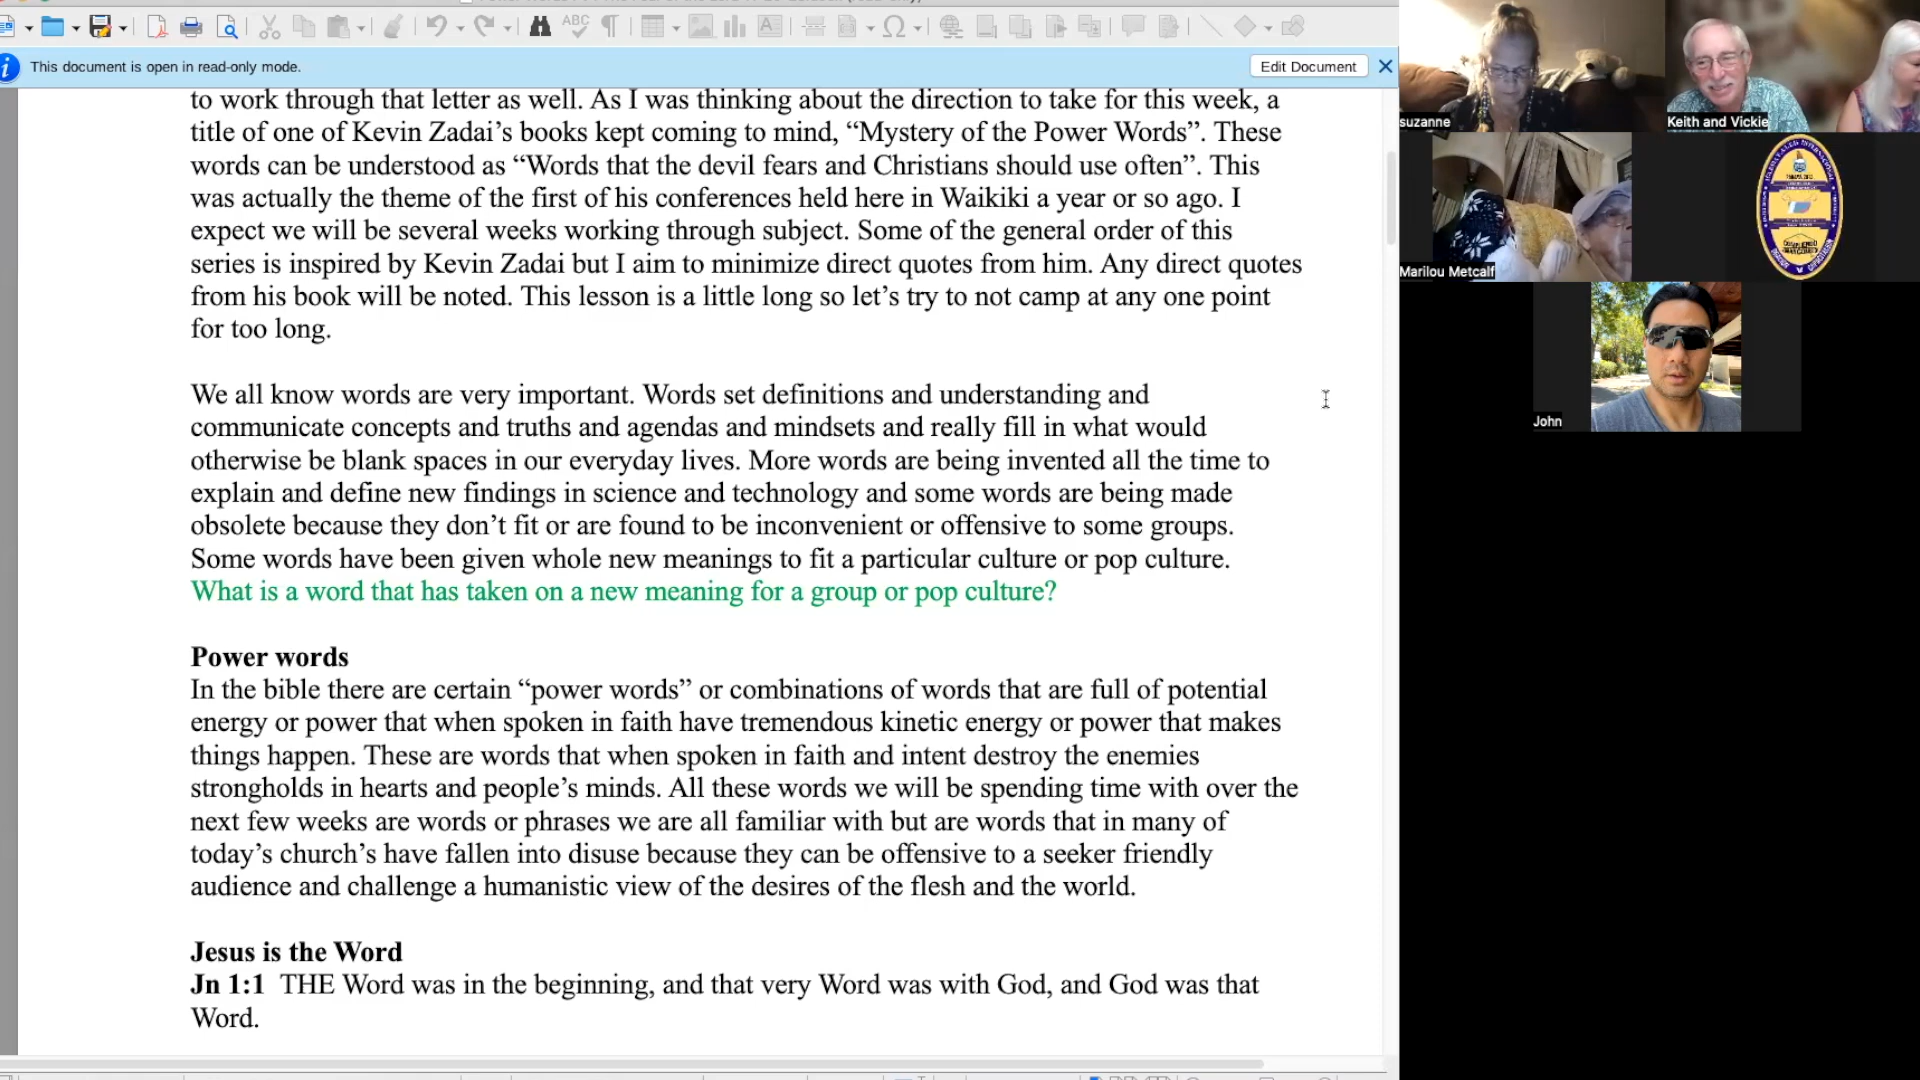 This document is open in read-only mode.
Edit Document
to work through that letter as well. As I was thinking about the direction to take for this week, a
title of one of Kevin Zadai’s books kept coming to mind, “Mystery of the Power Words”. These
words can be understood as “Words that the devil fears and Christians should use often”. This
was actually the theme of the first of his conferences held here in Waikiki a year or so ago. I
expect we will be several weeks working through subject. Some of the general order of this
series is inspired by Kevin Zadai but I aim to minimize direct quotes from him. Any direct quotes
from his book will be noted. This lesson is a little long so let’s try to not camp at any one point
for too long.
We all know words are very important. Words set definitions and understanding and
communicate concepts and truths and agendas and mindsets and really fill in what would
otherwise be blank spaces in our everyday lives. More words are being invented all the time to
explain and define new findings in science and technology and some words are being made
obsolete because they don’t fit or are found to be inconvenient or offensive to some groups.
Some words have been given whole new meanings to fit a particular culture or pop culture.
What is a word that has taken on a new meaning for a group or pop culture?
Power words
In the bible there are certain “power words” or combinations of words that are full of potential
energy or power that when spoken in faith have tremendous kinetic energy or power that makes
things happen. These are words that when spoken in faith and intent destroy the enemies
strongholds in hearts and people’s minds. All these words we will be spending time with over the
next few weeks are words or phrases we are all familiar with but are words that in many of
today’s church’s have fallen into disuse because they can be offensive to a seeker friendly
audience and challenge a humanistic view of the desires of the flesh and the world.
Jesus is the Word
Jn 1:1 THE Word was in the beginning, and that very Word was with God, and God was that
Word.
suzanne
Keith and Vickie
Marilou Metcalf
John